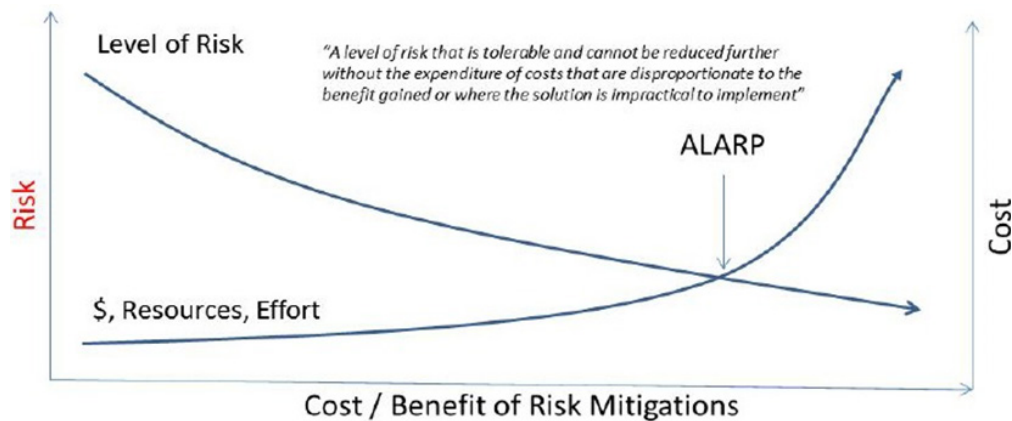 Level of Risk
“A level of risk that is tolerable and cannot be reduced further
without the expenditure of costs that are disproportionate to the
benefit gained or where the solution is impractical to implement”
ALARP
Risk
Cost
$, Resources, Effort
Cost / Benefit of Risk Mitigations